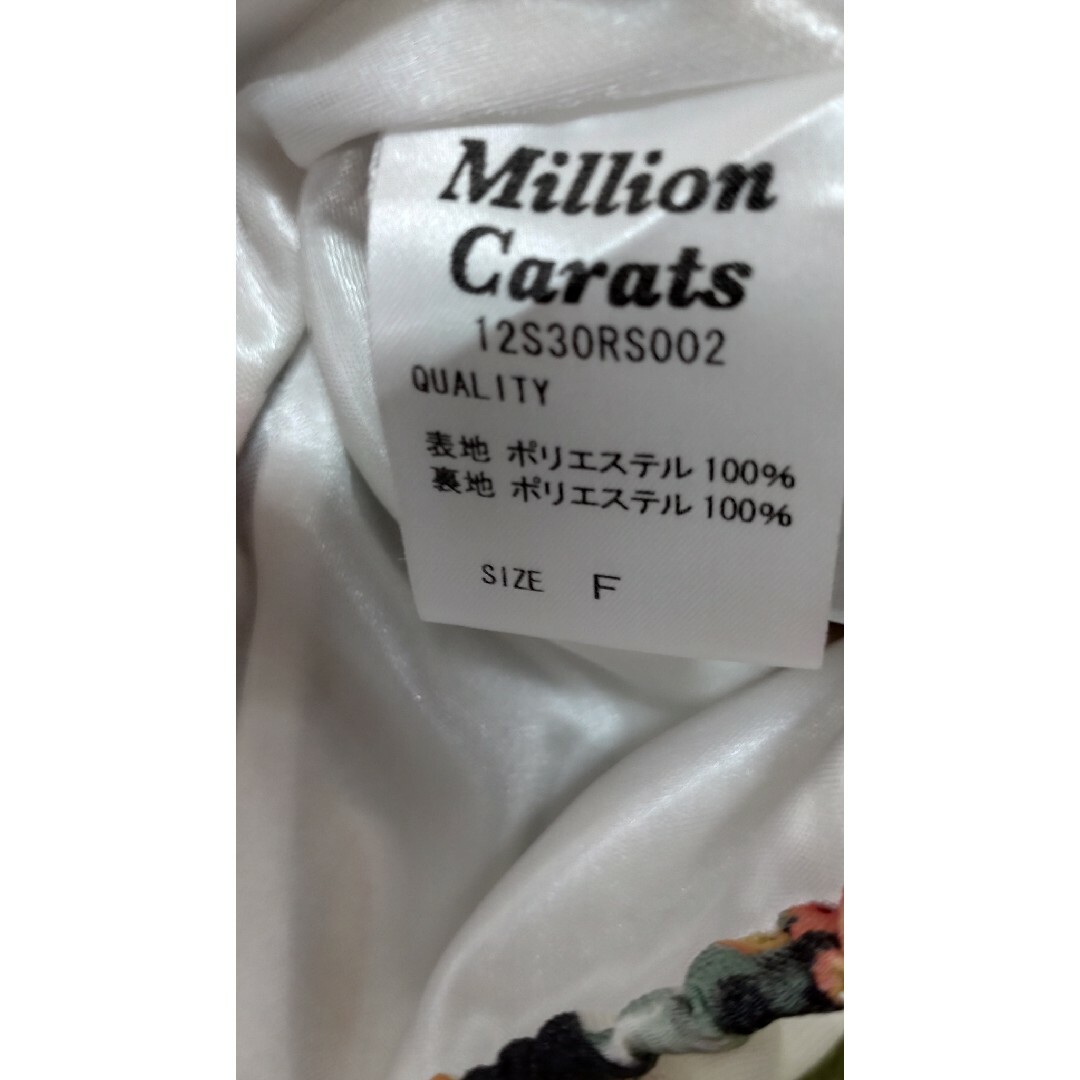 Million
Carats
12S30RS002
QUALITY
表地 ポリエステル 100%
裏地 ポリエステル 100%
SIZE F